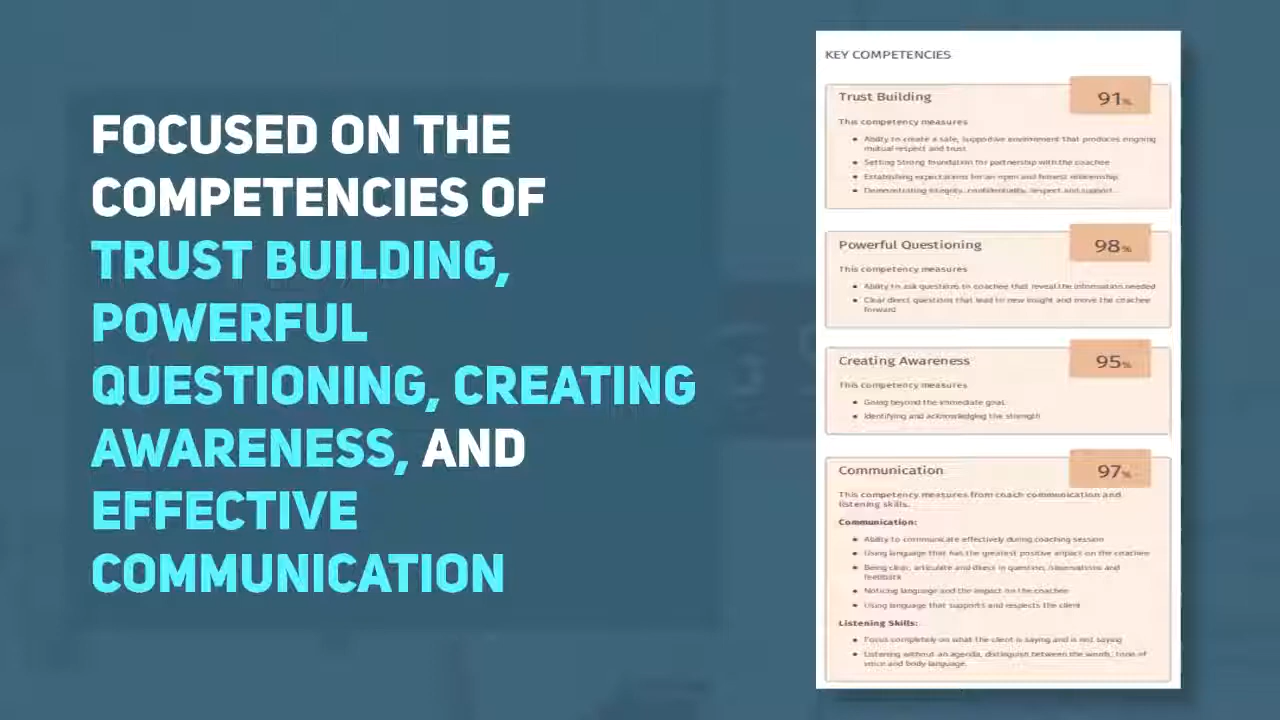 FOCUSED ON THE
COMPETENCIES OF
TRUST BUILDING,
POWERFUL
QUESTIONING, CREATING
AWARENESS, AND
EFFECTIVE
COMMUNICATION
KEY COMPETENCIES
Trust Building
91%
This competency measures
Ability to create a safe, supportive environment that produces ongoing
mutual respect and trust
Setting Strong foundation for partnership with the coachee
Establishing expectations for an open and honest relationship
Demonstrating integrity, confidentiality, respect and support.
Powerful Questioning
98%
This competency measures
Ability to ask questions to coachee that reveal the information needed
Clear direct questions that lead to new insight and move the coachee
forward
Creating Awareness
95%
This competency measures
Going beyond the immediate goal.
Identifying and acknowledging the strength
Communication
97%
This competency measures from coach communication and
listening skills.
Communication:
Ability to communicate effectively during coaching session
Using language that has the greatest positive impact on the coachee
Being clear, articulate and direct in question, observations and
feedback
Noticing language and the impact on the coachee
Using language that supports and respects the client
Listening Skills:
Focus completely on what the client is saying and is not saying
Listening without an agenda, distinguish between the words, tone of
voice and body language.